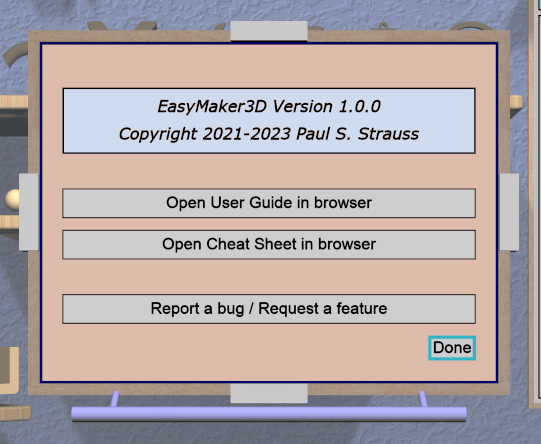 EasyMaker3D Version 1.0.0
Copyright 2021-2023 Paul S. Strauss
Open User Guide in browser
Open Cheat Sheet in browser
Report a bug / Request a feature
Done